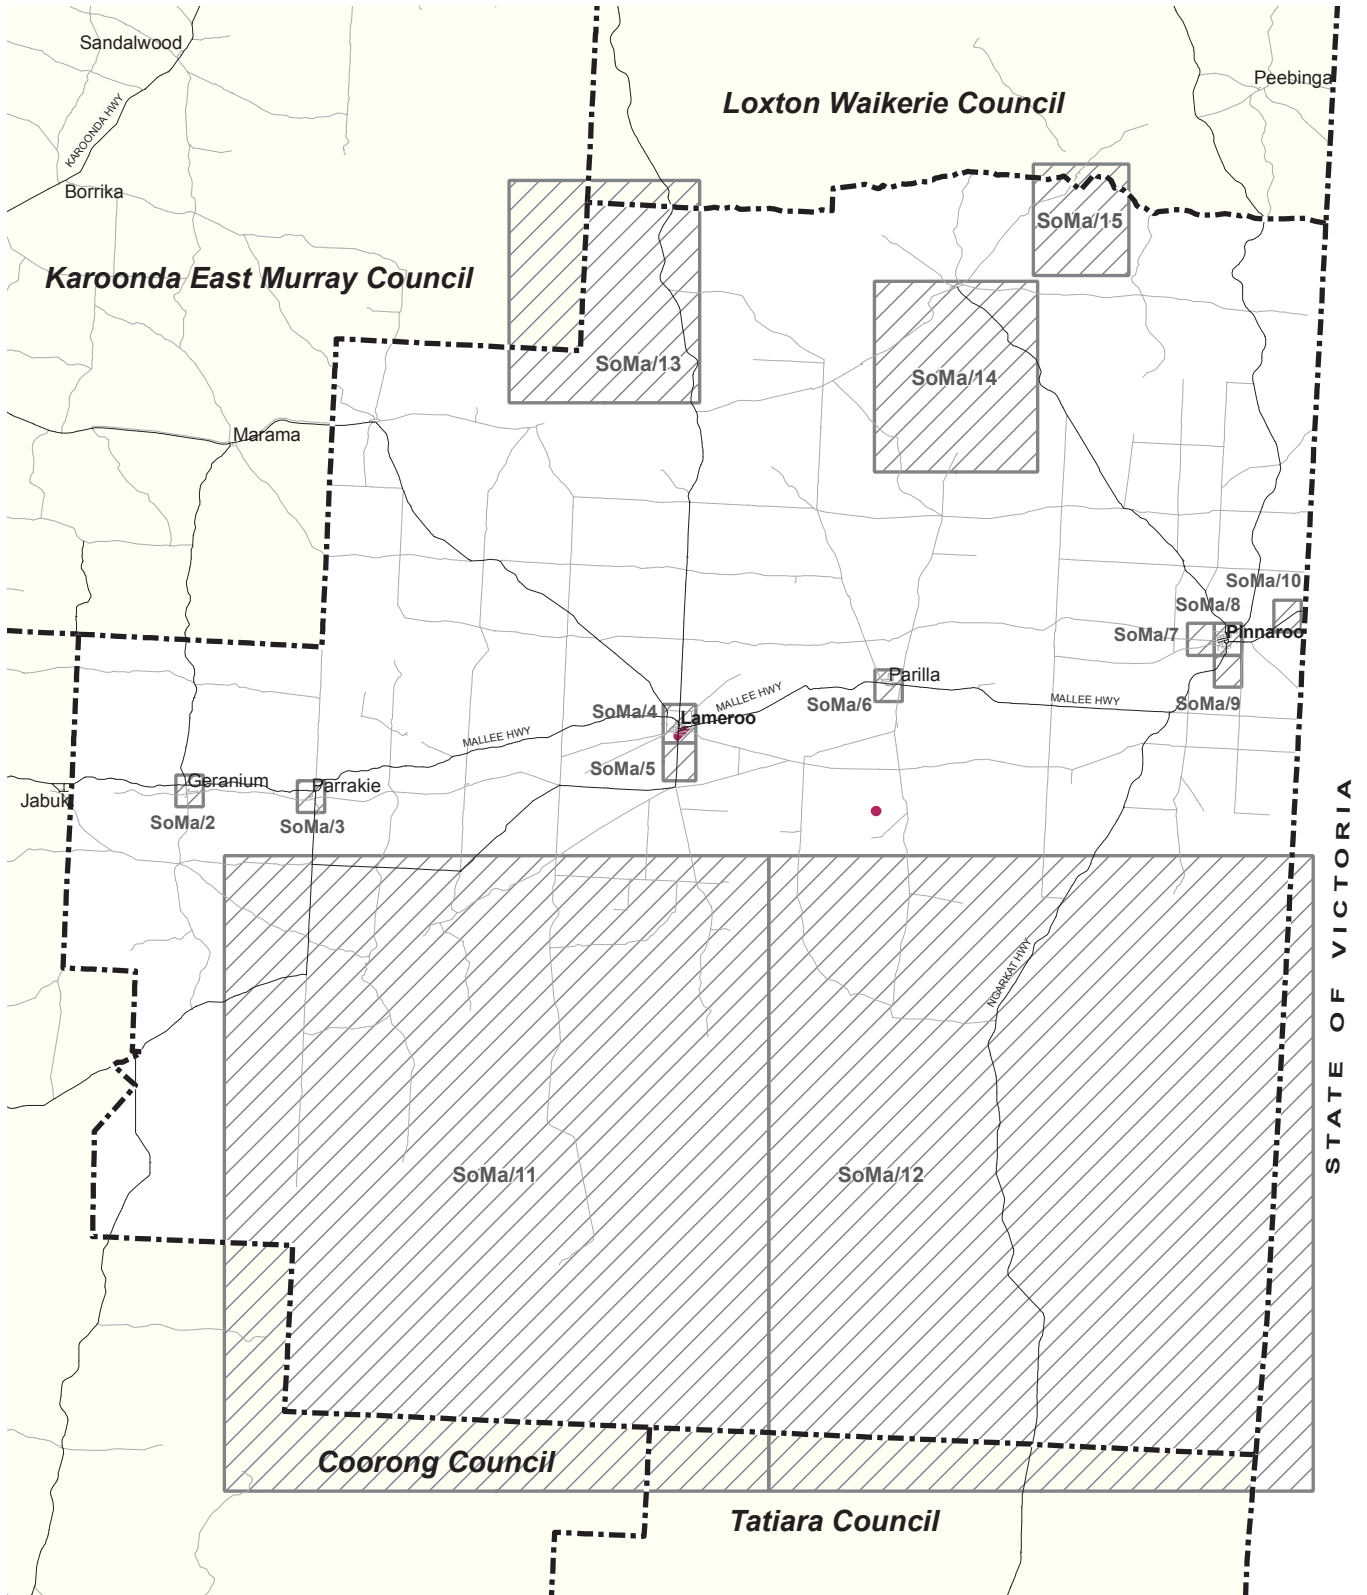 Sandalwood
Peebinga
Loxton Waikerie Council
KAROONDA HWY
Borrika
SoMa/15
Karoonda East Murray Council
SoMa/13
SoMa/14
Marama
SoMa/10
SoMa/8
SoMa/7
Pinnaroo
Parilla
MALLEE HWY
MALLEE HWY
SoMa/6
SoMa/9
SoMa/4
Lameroo
MALLEE HWY
SoMa/5
Geranium
Parrakie
Jabuk
SoMa/2
SoMa/3
STATE OF VICTORIA
NGARKAT HWY
SoMa/11
SoMa/12
Coorong Council
Tatiara Council